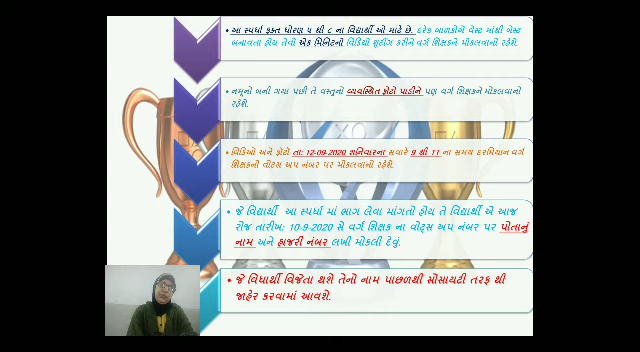 • આ સ્પર્ધા ફક્ત ધોરણ ૫ થી ૮ ના વિદ્યાર્થી ઓ માટે છે. દરેક બાળકોએ વેસ્ટ માંથી બેસ્ટ
બનાવતા હોય તેવો એક મિનિટનો વિડિયો શુટીંગ કરીને વર્ગ શિક્ષકને મોકલવાનો રહેશે.
• નમૂનો બની ગયા પછી તે વસ્તુનો વ્યવસ્થિત ફોટો પાડીને પણ વર્ગ શિક્ષકને મોકલવાનો
રહેશે.
• વિડિઓ અને ફોટો તા: 12-09-2020 શનિવારના સવારે 9 થી 11 ના સમય દરમિયાન વર્ગ
શિક્ષકની વોટસ અપ નંબર પર મોકલવાનો રહેશે.
• જે વિદ્યાર્થી આ સ્પર્ધા માં ભાગ લેવા માંગતો હોય તે વિદ્યાર્થી એ આજ
રોજ તારીખ: 10-9-2020 સે વર્ગ શિક્ષક ના વોટ્સ અપ નંબર પર પોતાનું
નામ અને હાજરી નંબર લખી મોકલી દેવું.
• જે વિધાર્થી વિજેતા થશે તેનો નામ પાછળથી સોસાયટી તરફ થી
જાહેર કરવામાં આવશે.